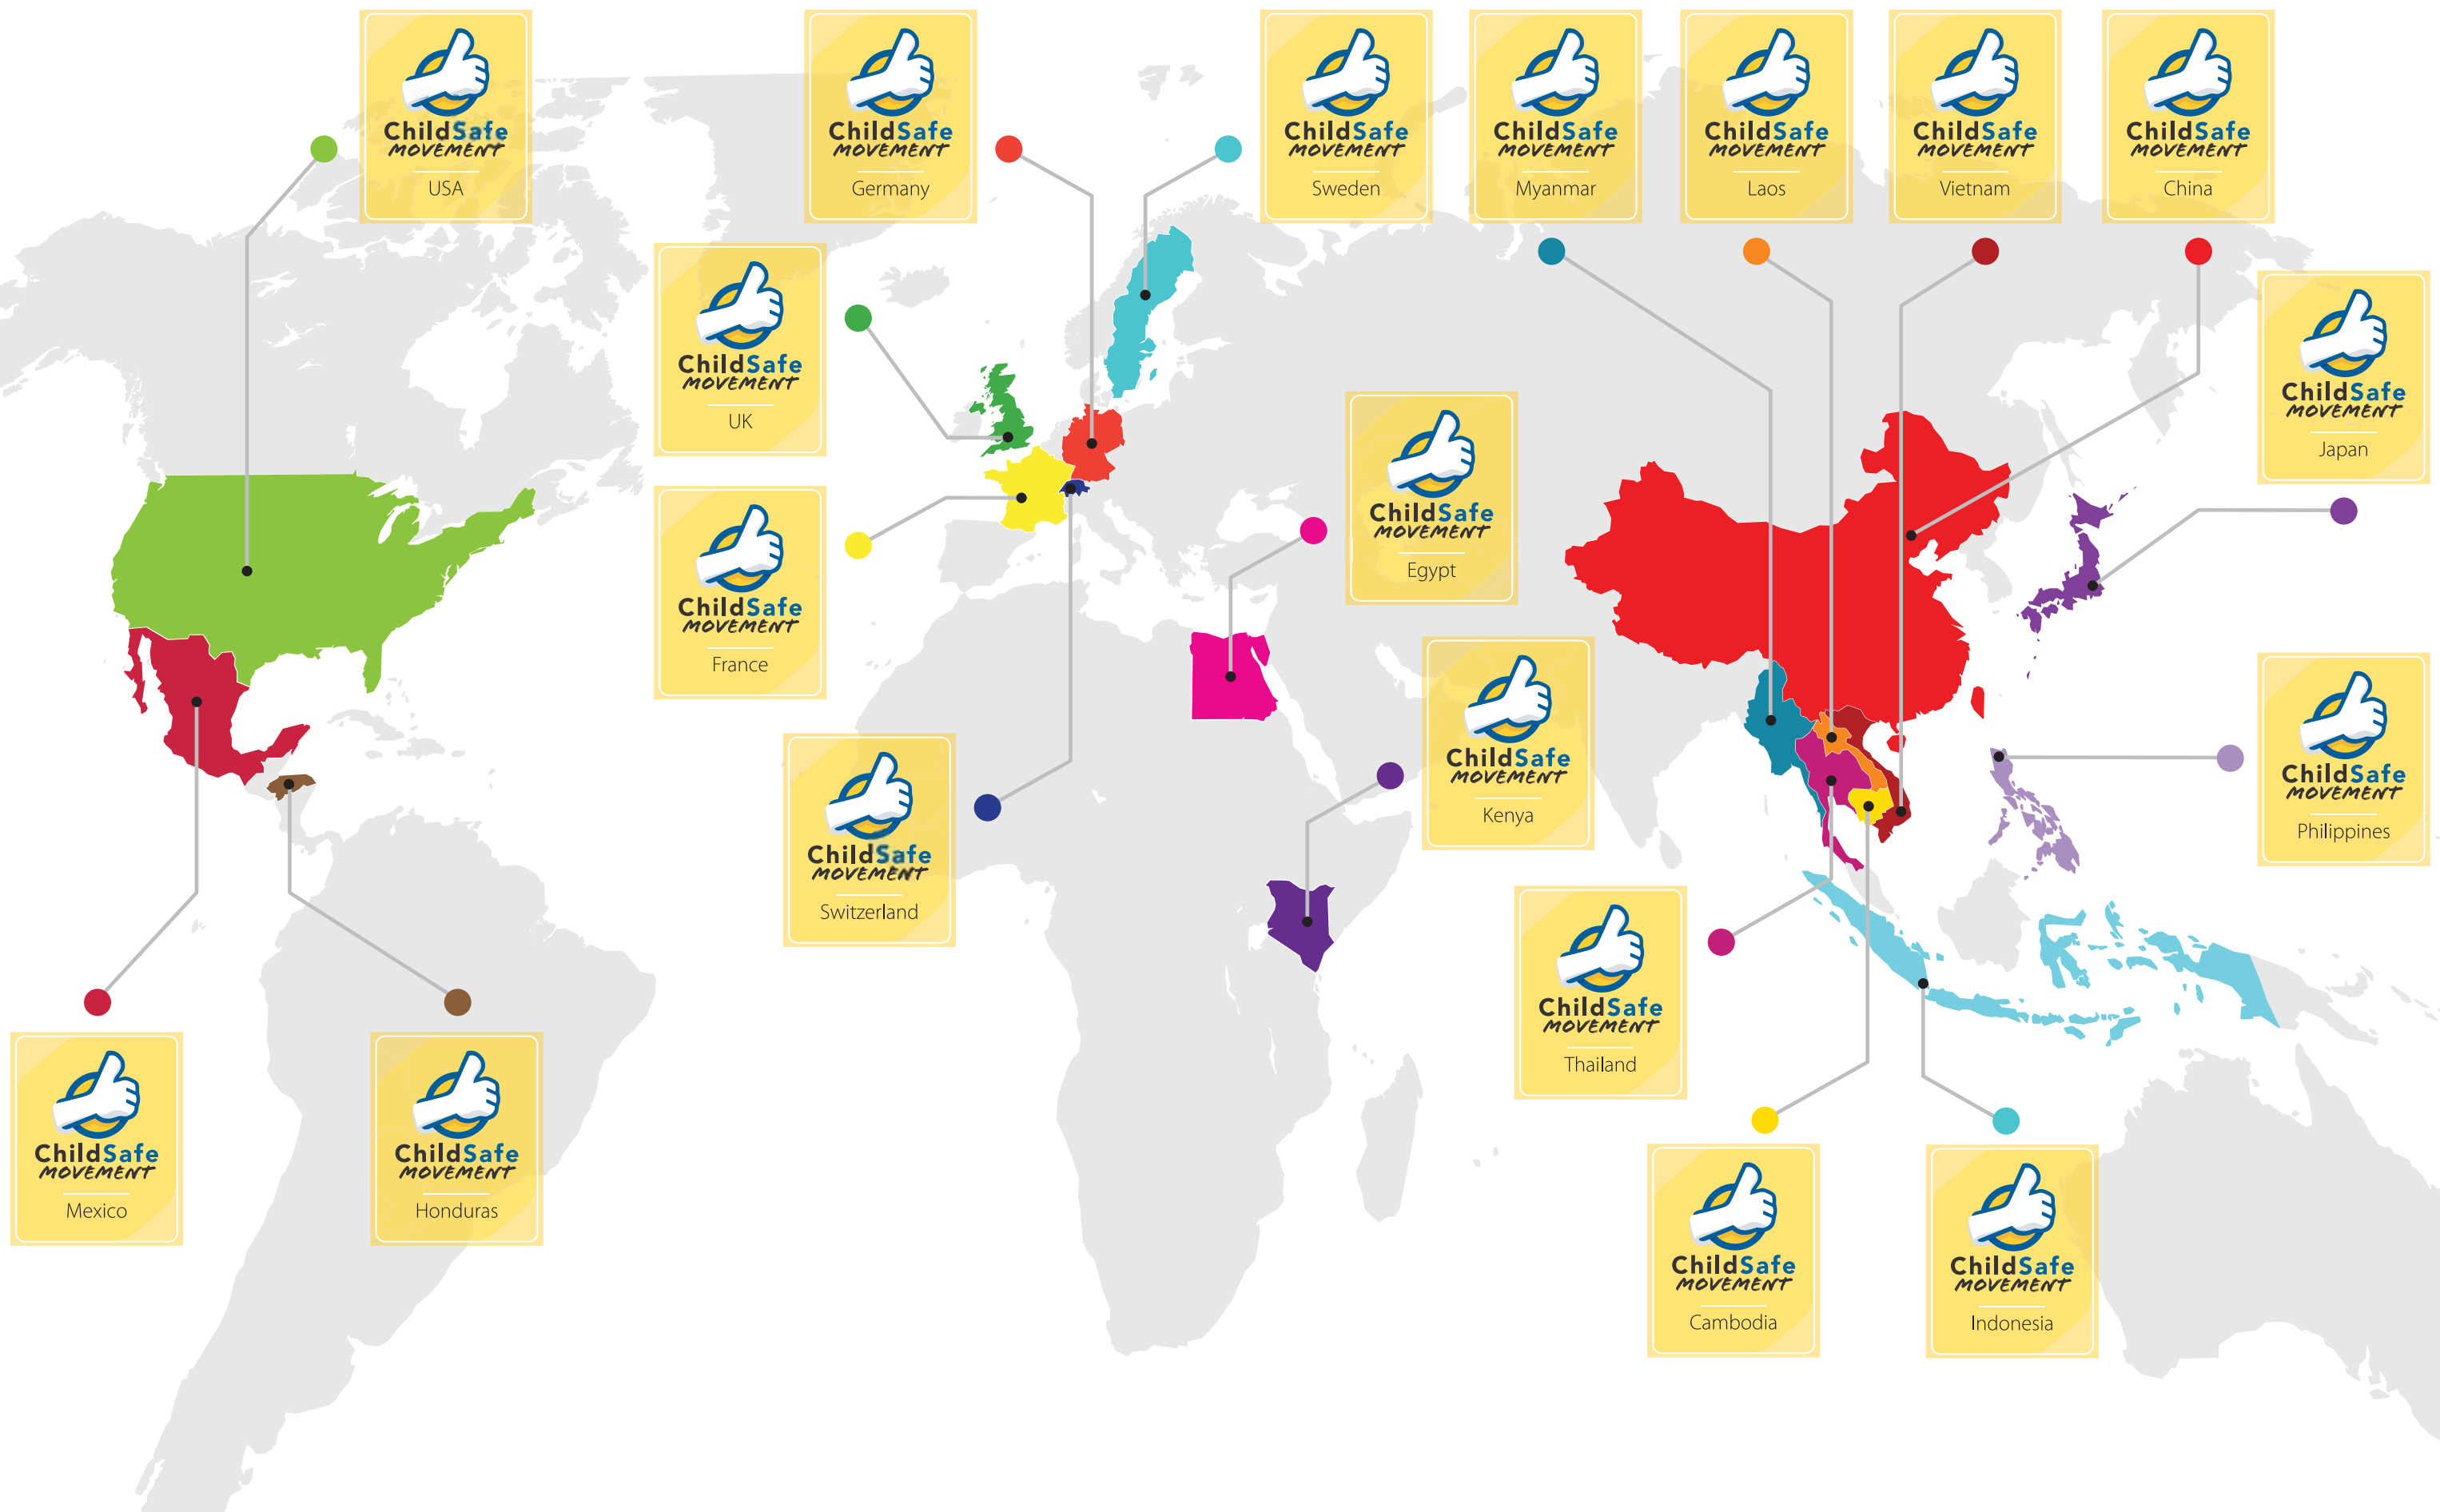 ChildSafe
MOVEMENT
USA
ChildSafe
MOVEMENT
Germany
ChildSafe
MOVEMENT
Sweden
ChildSafe
MOVEMENT
Myanmar
ChildSafe
MOVEMENT
Laos
ChildSafe
MOVEMENT
Vietnam
ChildSafe
MOVEMENT
China
ChildSafe
MOVEMENT
UK
ChildSafe
MOVEMENT
Japan
ChildSafe
MOVEMENT
Egypt
ChildSafe
MOVEMENT
France
ChildSafe
MOVEMENT
Kenya
ChildSafe
MOVEMENT
Philippines
ChildSafe
MOVEMENT
Switzerland
ChildSafe
MOVEMENT
Thailand
ChildSafe
MOVEMENT
Mexico
ChildSafe
MOVEMENT
Honduras
ChildSafe
MOVEMENT
Cambodia
ChildSafe
MOVEMENT
Indonesia